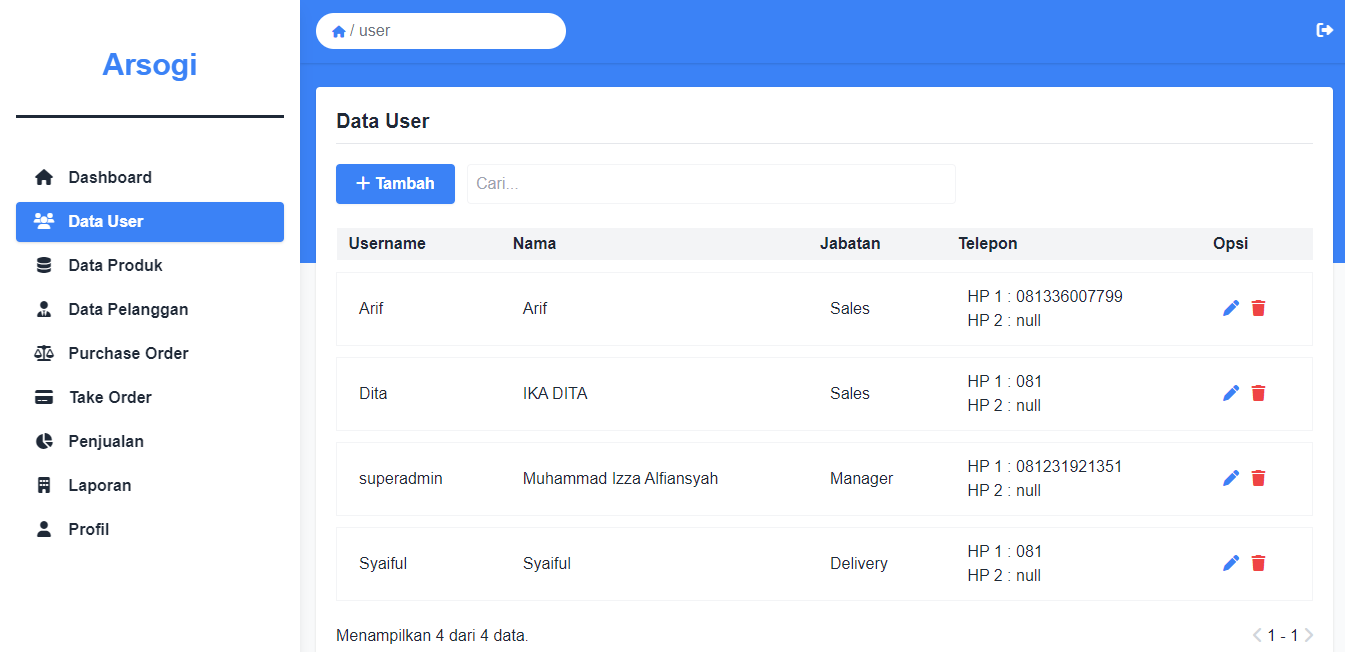 Arsogi
Dashboard
Data User
Data Produk
Data Pelanggan
Purchase Order
Take Order
Penjualan
Laporan
Profil
/ user
Data User
+ Tambah
Cari...
Username Nama Jabatan Telepon Opsi
Arif Arif Sales HP 1 : 081336007799
HP 2 : null
Dita IKA DITA Sales HP 1 : 081
HP 2 : null
superadmin Muhammad Izza Alfiansyah Manager HP 1 : 081231921351
HP 2 : null
Syaiful Syaiful Delivery HP 1 : 081
HP 2 : null
Menampilkan 4 dari 4 data.
1 - 1